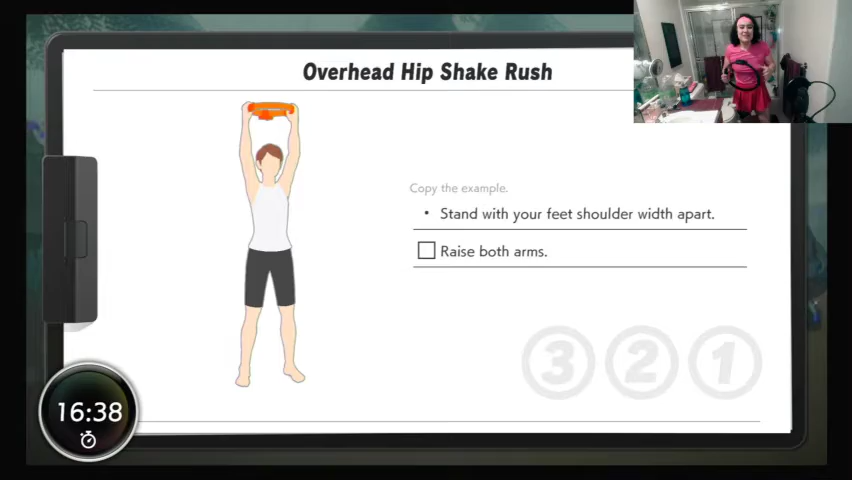 Overhead Hip Shake Rush
Copy the example.
• Stand with your feet shoulder width apart.
Raise both arms.
3 2 1
16:38